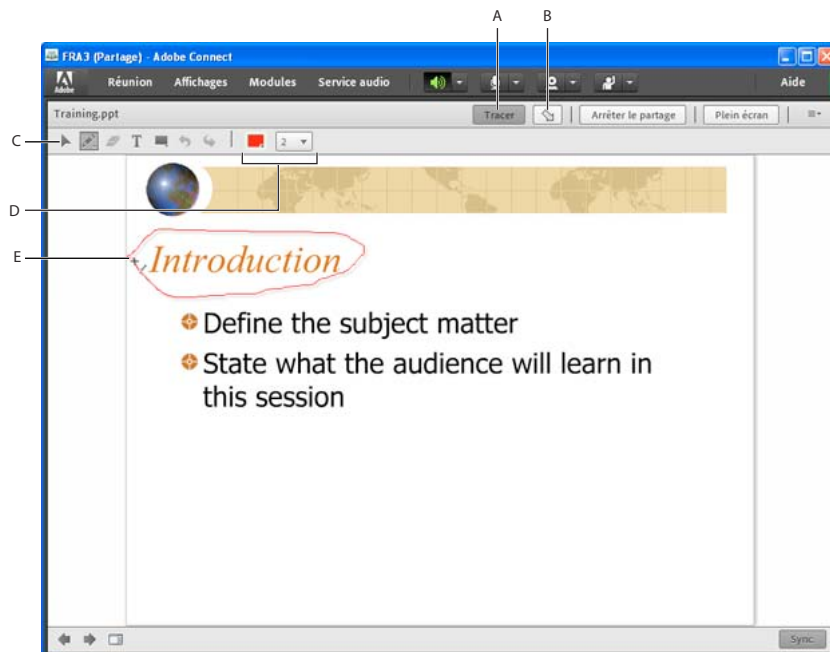 A B
FRA3 (Partage) - Adobe Connect
Adobe Réunion Affichages Modules Service audio Aide
Training.ppt Tracer Arrêter le partage Plein écran
C
T 2
D
E
Introduction
Define the subject matter
State what the audience will learn in
this session
Sync.